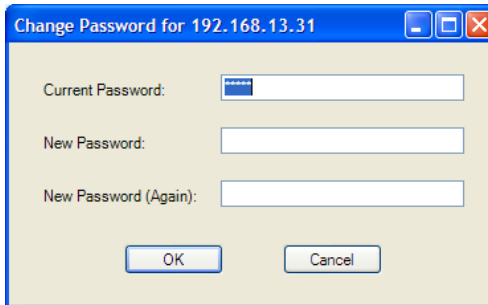 Change Password for 192.168.13.31
Current Password: *****
New Password:
New Password (Again):
OK Cancel